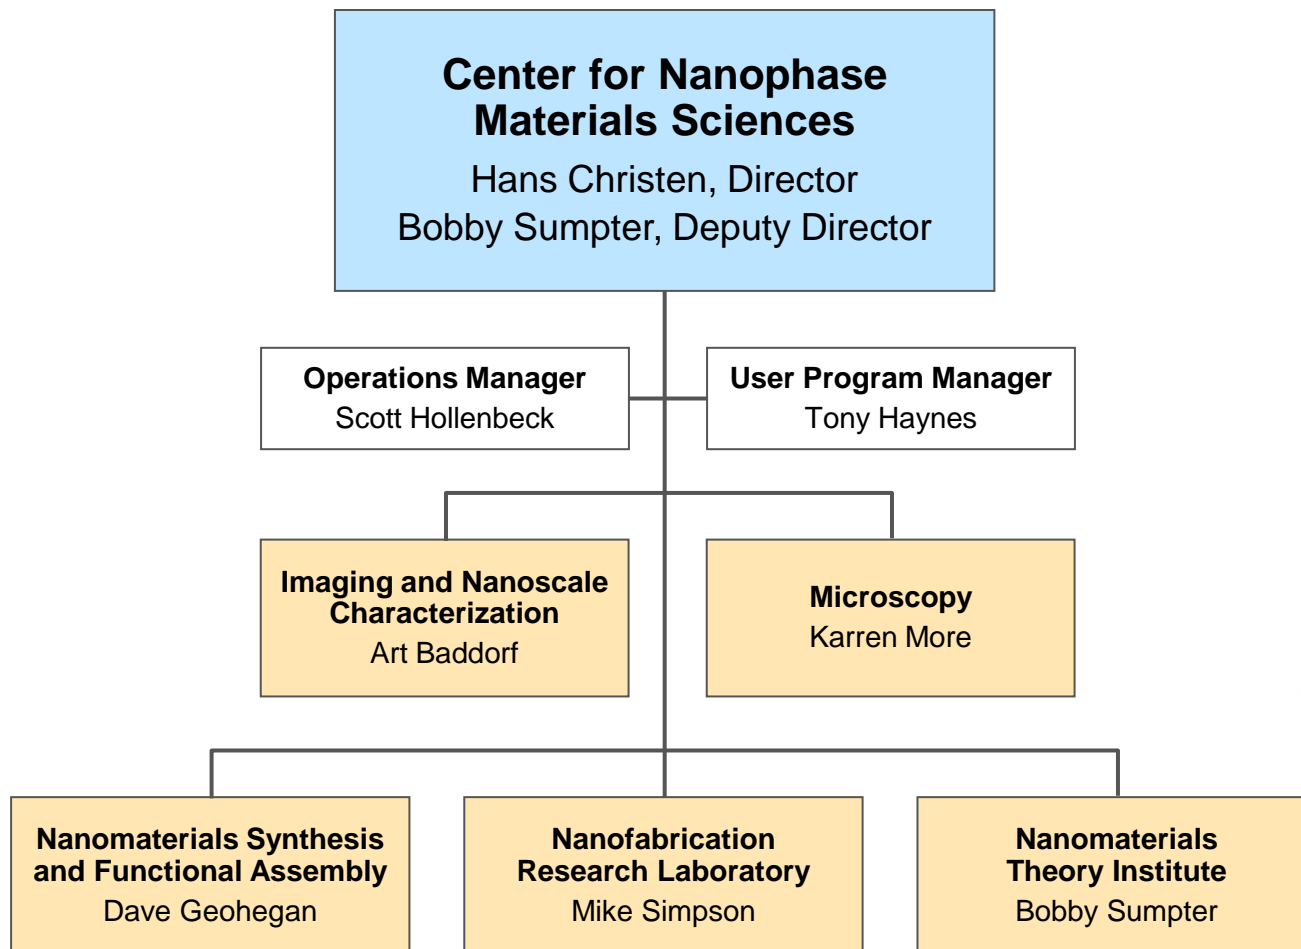 Center for Nanophase
Materials Sciences
Hans Christen, Director
Bobby Sumpter, Deputy Director
Operations Manager
Scott Hollenbeck
User Program Manager
Tony Haynes
Imaging and Nanoscale
Characterization
Art Baddorf
Microscopy
Karren More
Nanomaterials Synthesis
and Functional Assembly
Dave Geohegan
Nanofabrication
Research Laboratory
Mike Simpson
Nanomaterials
Theory Institute
Bobby Sumpter